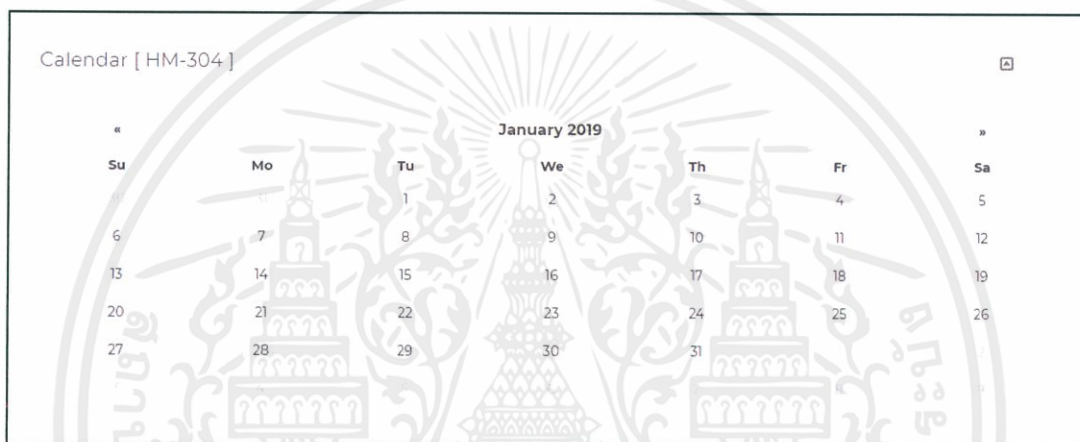 Calendar [ HM-304 ]
« January 2019 »
Su Mo Tu We Th Fr Sa
1 2 3 4 5
6 7 8 9 10 11 12
13 14 15 16 17 18 19
20 21 22 23 24 25 26
27 28 29 30 31